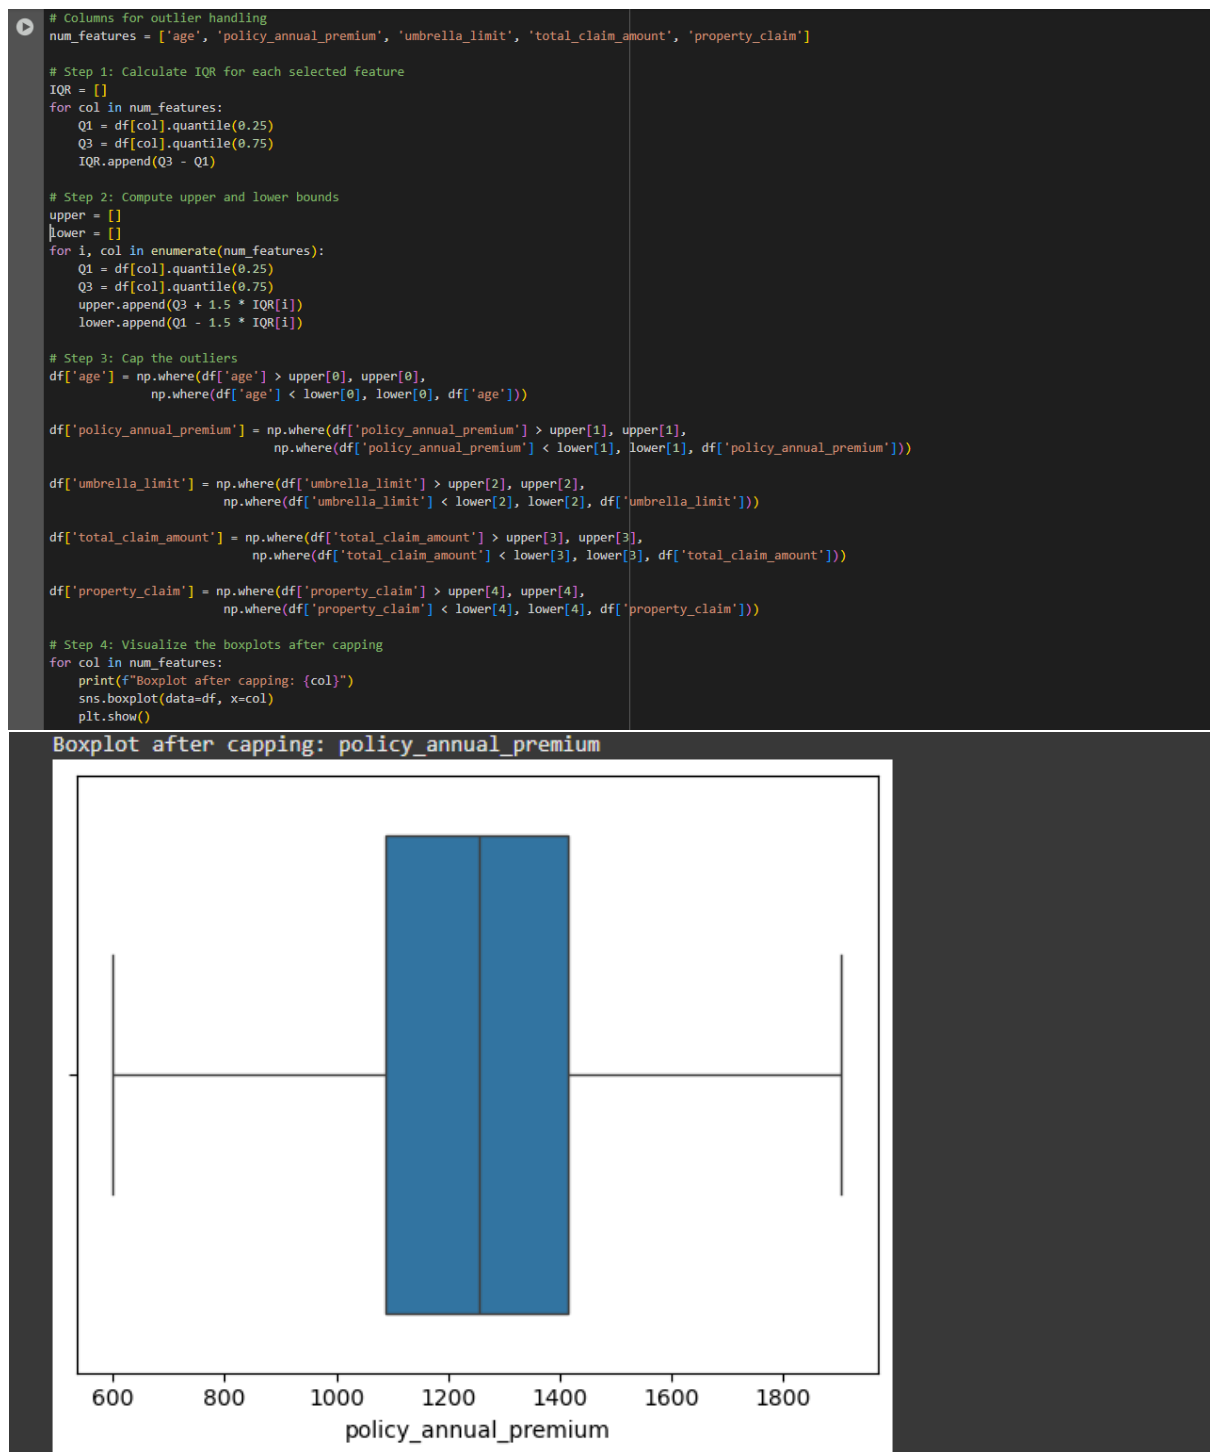 # Columns for outlier handling
num_features = ['age', 'policy_annual_premium', 'umbrella_limit', 'total_claim_amount', 'property_claim']
# Step 1: Calculate IQR for each selected feature
IQR = []
for col in num_features:
    Q1 = df[col].quantile(0.25)
    Q3 = df[col].quantile(0.75)
    IQR.append(Q3 - Q1)
# Step 2: Compute upper and lower bounds
upper = []
lower = []
for i, col in enumerate(num_features):
    Q1 = df[col].quantile(0.25)
    Q3 = df[col].quantile(0.75)
    upper.append(Q3 + 1.5 * IQR[i])
    lower.append(Q1 - 1.5 * IQR[i])
# Step 3: Cap the outliers
df['age'] = np.where(df['age'] > upper[0], upper[0],
              np.where(df['age'] < lower[0], lower[0], df['age']))
df['policy_annual_premium'] = np.where(df['policy_annual_premium'] > upper[1], upper[1],
                               np.where(df['policy_annual_premium'] < lower[1], lower[1], df['policy_annual_premium']))
df['umbrella_limit'] = np.where(df['umbrella_limit'] > upper[2], upper[2],
                        np.where(df['umbrella_limit'] < lower[2], lower[2], df['umbrella_limit']))
df['total_claim_amount'] = np.where(df['total_claim_amount'] > upper[3], upper[3],
                            np.where(df['total_claim_amount'] < lower[3], lower[3], df['total_claim_amount']))
df['property_claim'] = np.where(df['property_claim'] > upper[4], upper[4],
                        np.where(df['property_claim'] < lower[4], lower[4], df['property_claim']))
# Step 4: Visualize the boxplots after capping
for col in num_features:
    print(f"Boxplot after capping: {col}")
    sns.boxplot(data=df, x=col)
    plt.show()
Boxplot after capping: policy_annual_premium
600 800 1000 1200 1400 1600 1800
policy_annual_premium